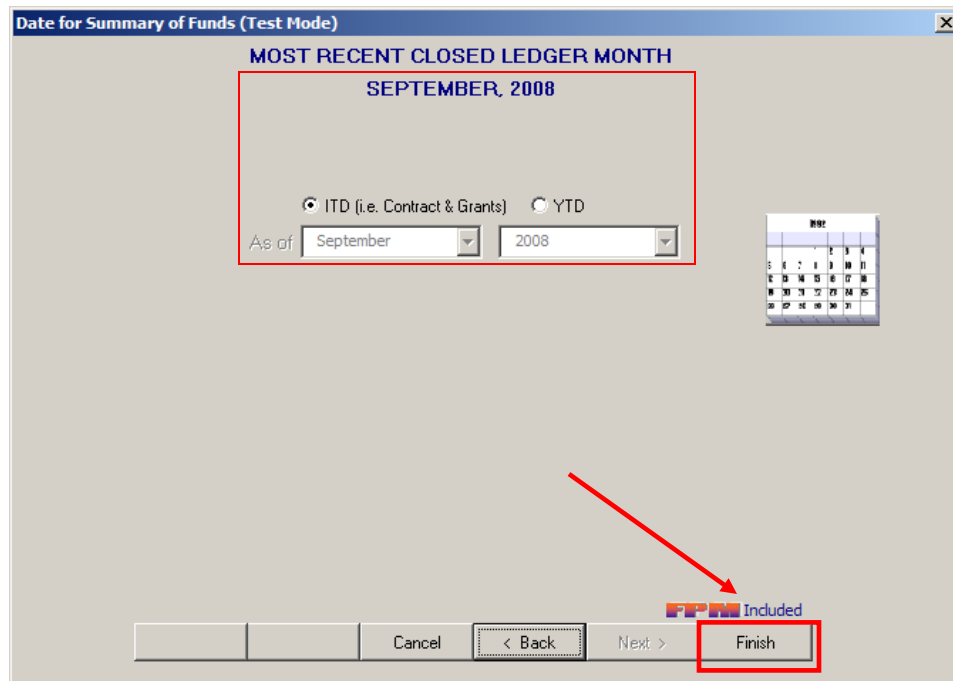 Date for Summary of Funds (Test Mode)
MOST RECENT CLOSED LEDGER MONTH
SEPTEMBER, 2008
ITD (i.e. Contract & Grants) YTD
As of September 2008
FPM Included
Cancel < Back Next > Finish